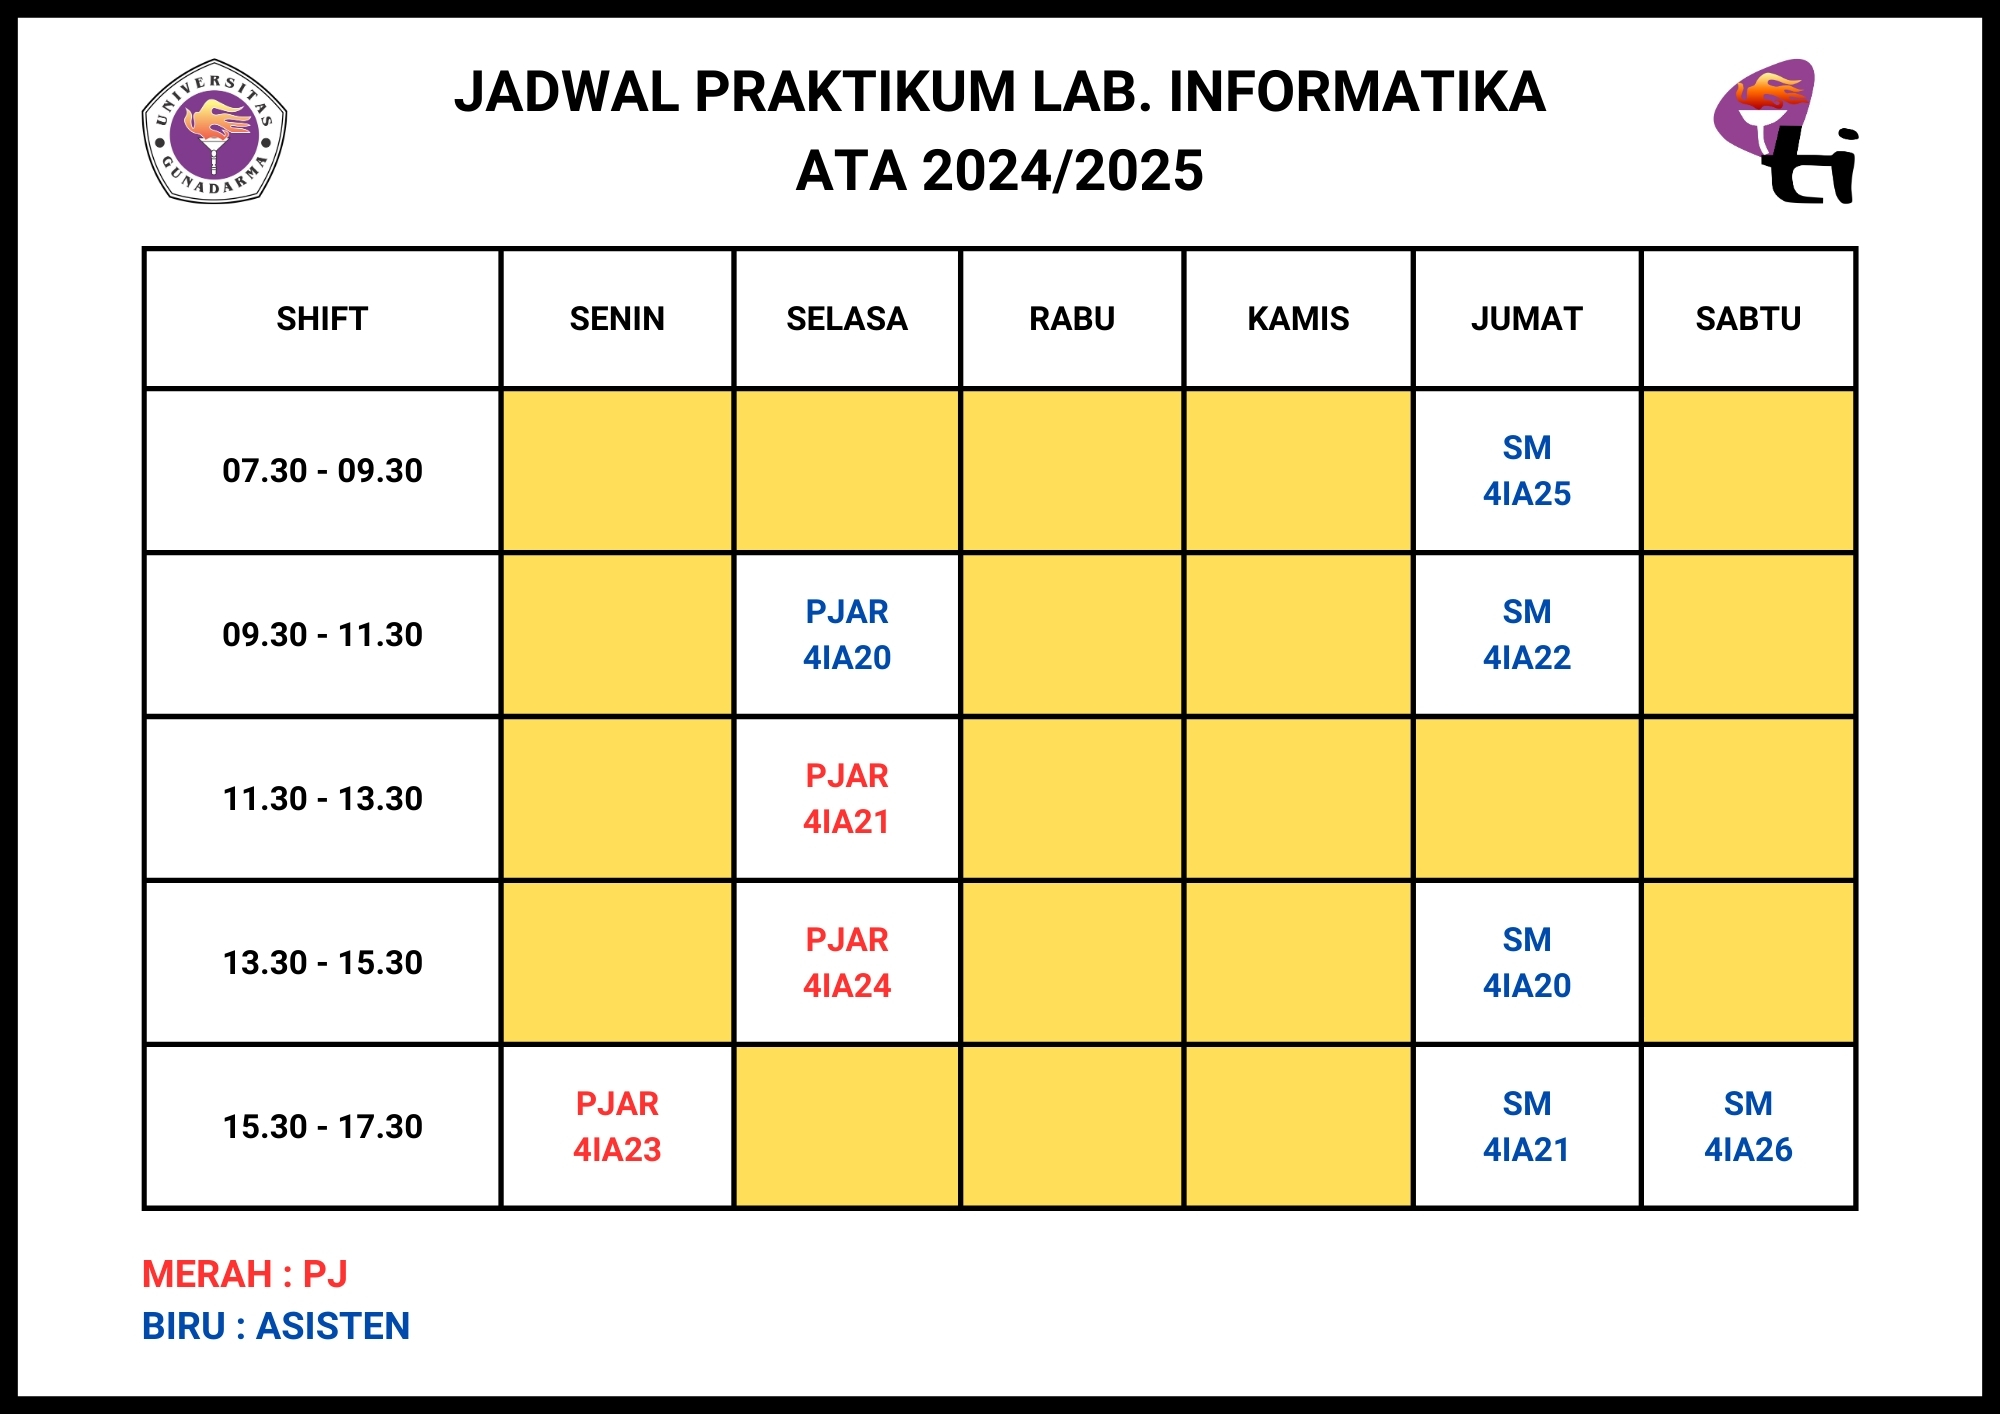 UNIVERSITAS
GUNADARMA
JADWAL PRAKTIKUM LAB. INFORMATIKA
ATA 2024/2025
ti
SHIFT SENIN SELASA RABU KAMIS JUMAT SABTU
07.30 - 09.30
SM
4IA25
09.30 - 11.30
PJAR
4IA20
SM
4IA22
11.30 - 13.30
PJAR
4IA21
13.30 - 15.30
PJAR
4IA24
SM
4IA20
15.30 - 17.30
PJAR
4IA23
SM
4IA21
SM
4IA26
MERAH : PJ
BIRU : ASISTEN